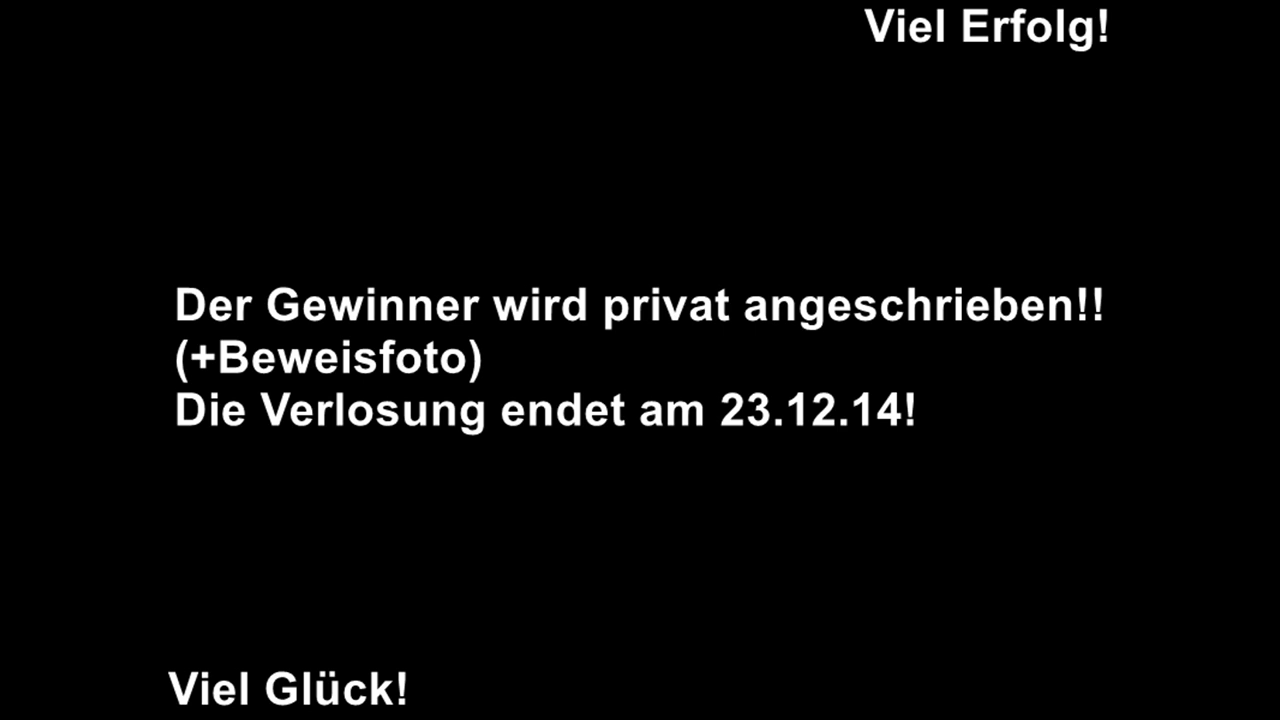 Viel Erfolg!
Der Gewinner wird privat angeschrieben!!
(+Beweisfoto)
Die Verlosung endet am 23.12.14!
Viel Glück!